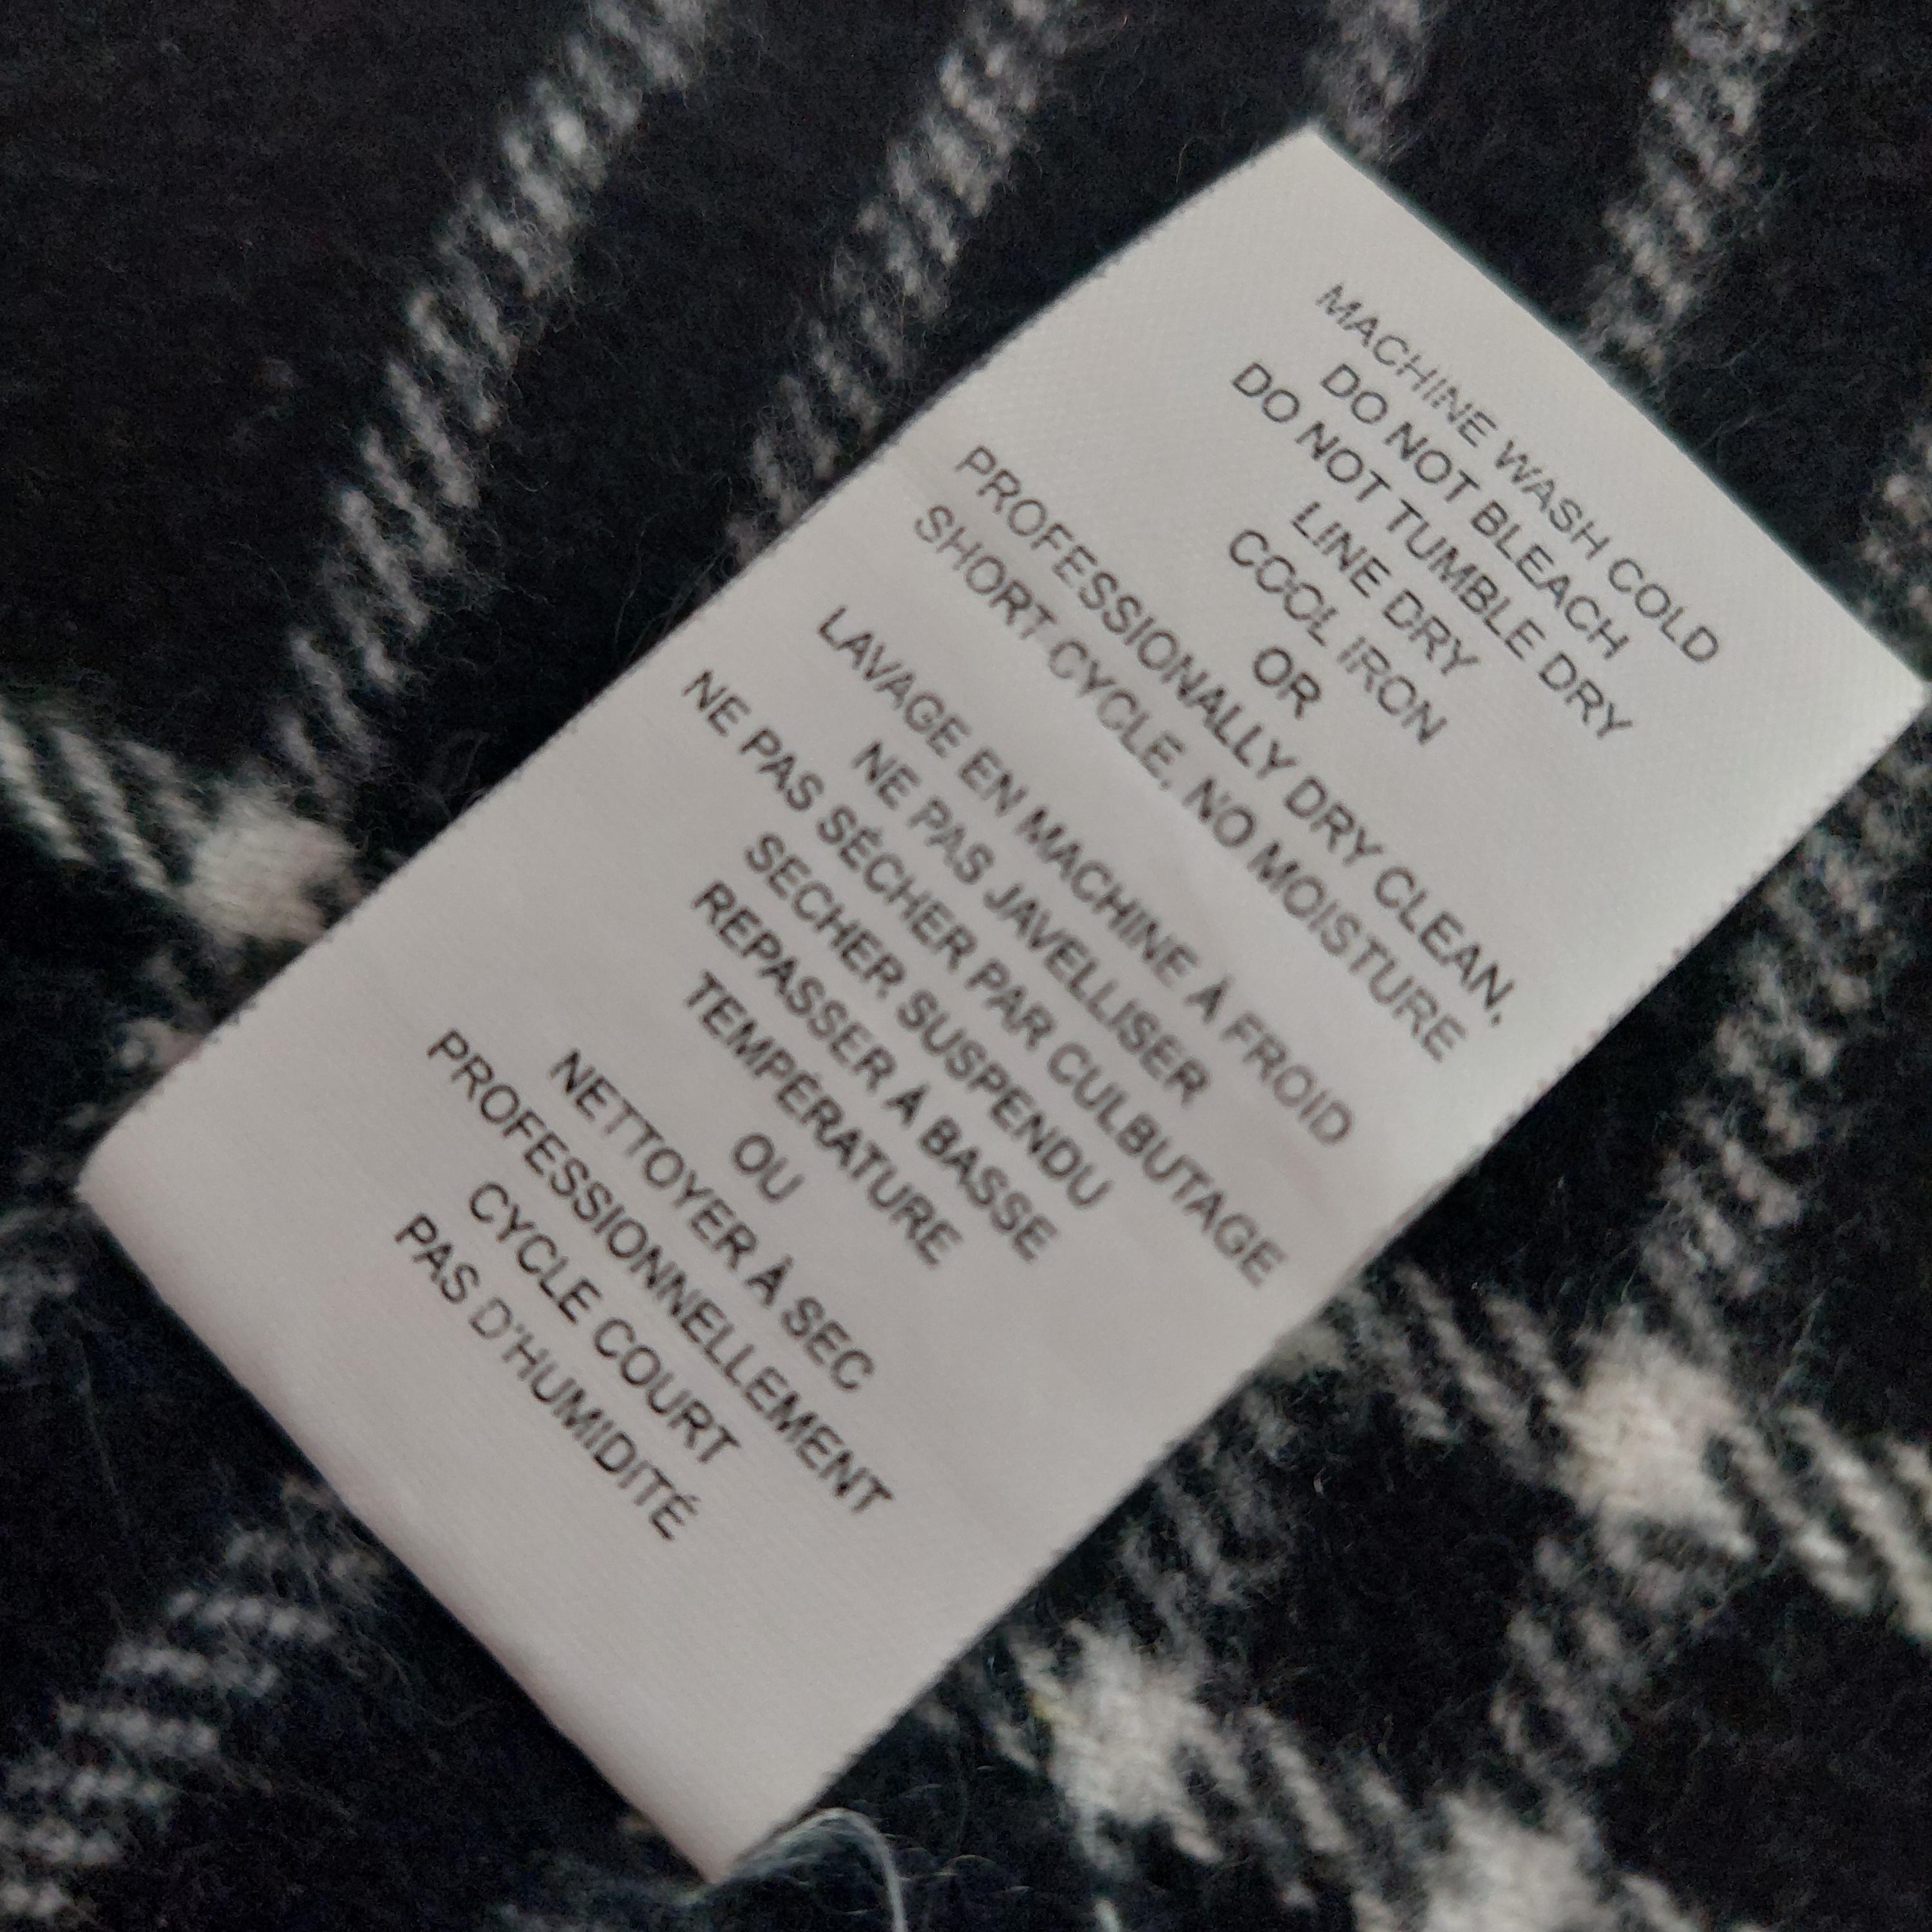 MACHINE WASH COLD
DO NOT BLEACH
DO NOT TUMBLE DRY
LINE DRY
COOL IRON
OR
PROFESSIONALLY DRY CLEAN,
SHORT CYCLE, NO MOISTURE
LAVAGE EN MACHINE À FROID
NE PAS JAVELLISER
NE PAS SÉCHER PAR CULBUTAGE
SECHER SUSPENDU
REPASSER À BASSE
TEMPÉRATURE
OU
NETTOYER À SEC
PROFESSIONNELLEMENT
CYCLE COURT
PAS D'HUMIDITÉ